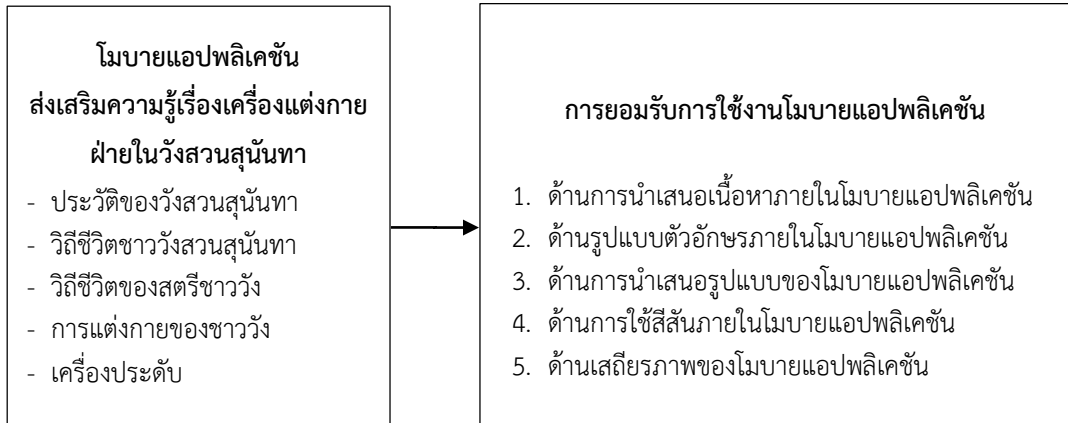 โมบายแอปพลิเคชัน
ส่งเสริมความรู้เรื่องเครื่องแต่งกาย
ฝ่ายในวังสวนสุนันทา
- ประวัติของวังสวนสุนันทา
- วิถีชีวิตชาววังสวนสุนันทา
- วิถีชีวิตของสตรีชาววัง
- การแต่งกายของชาววัง
- เครื่องประดับ
การยอมรับการใช้งานโมบายแอปพลิเคชัน
1. ด้านการนำเสนอเนื้อหาภายในโมบายแอปพลิเคชัน
2. ด้านรูปแบบตัวอักษรภายในโมบายแอปพลิเคชัน
3. ด้านการนำเสนอรูปแบบของโมบายแอปพลิเคชัน
4. ด้านการใช้สีสันภายในโมบายแอปพลิเคชัน
5. ด้านเสถียรภาพของโมบายแอปพลิเคชัน